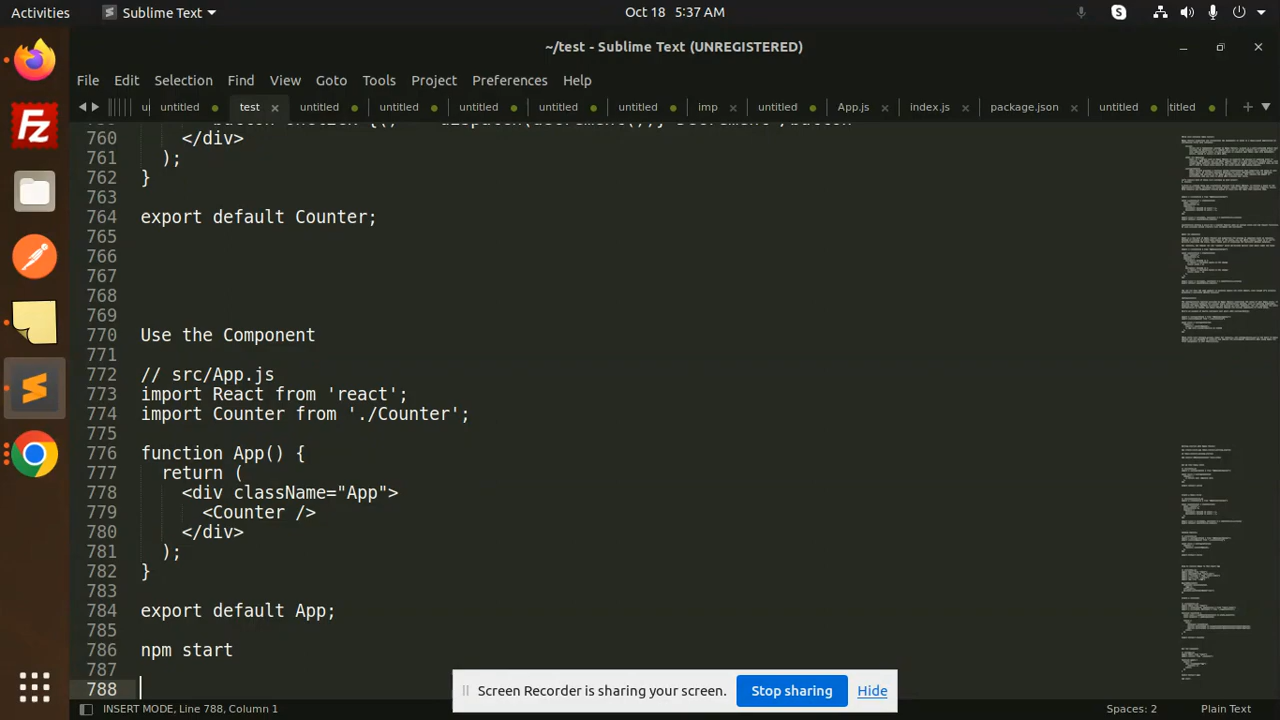 Activities
Sublime Text
Oct 18 5:37 AM
~/test - Sublime Text (UNREGISTERED)
File Edit Selection Find View Goto Tools Project Preferences Help
untitled test untitled untitled untitled untitled untitled imp untitled App.js index.js package.json untitled titled
760 </div>
761 );
762 }
763
764 export default Counter;
765
766
767
768
769
770 Use the Component
771
772 // src/App.js
773 import React from 'react';
774 import Counter from './Counter';
775
776 function App() {
777 return (
778 <div className="App">
779 <Counter />
780 </div>
781 );
782 }
783
784 export default App;
785
786 npm start
787
788
Screen Recorder is sharing your screen. Stop sharing Hide
INSERT MODE, Line 788, Column 1 Spaces: 2 Plain Text